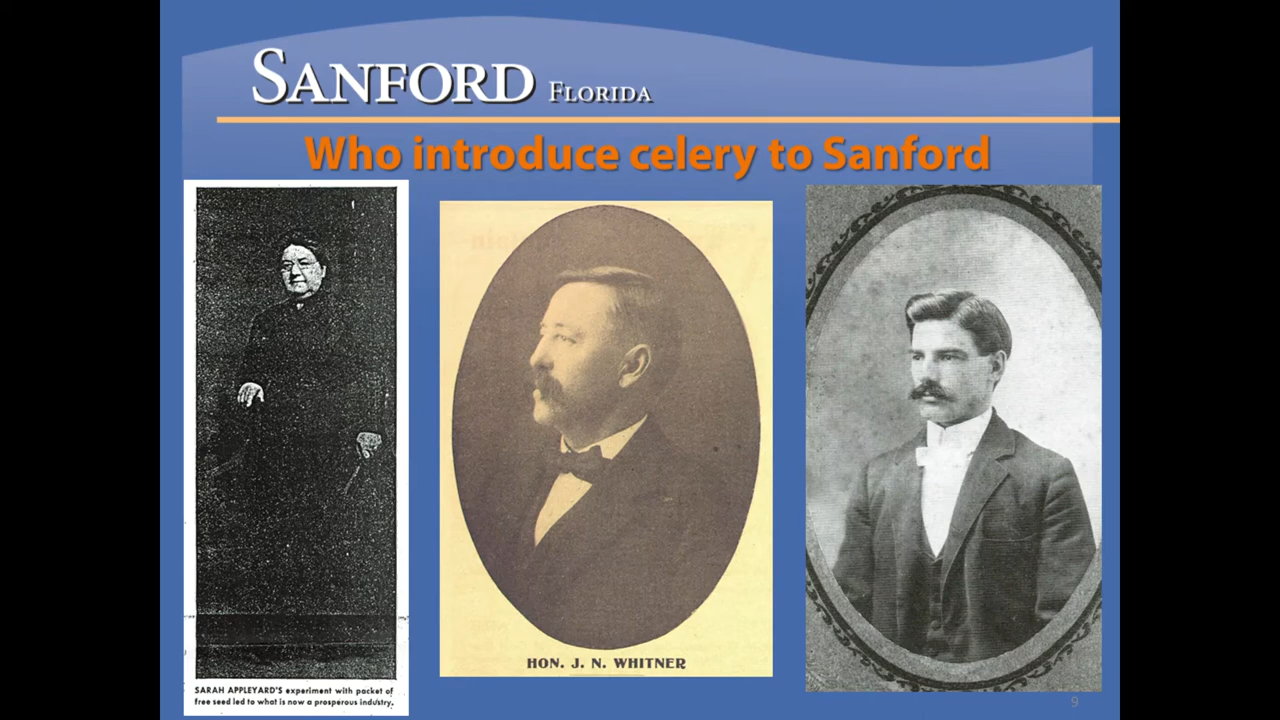 SANFORD FLORIDA
Who introduce celery to Sanford
SARAH APPLEYARD'S experiment with packet of
free seed led to what is now a prosperous industry.
HON. J. N. WHITNER
9